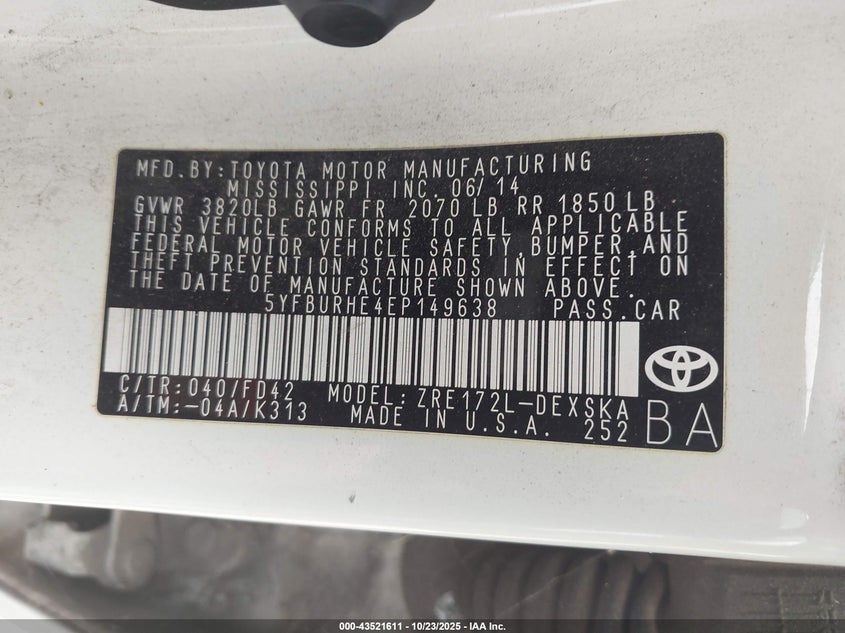 MFD.BY:TOYOTA MOTOR MANUFACTURING
MISSISSIPPI INC. 06/14
GVWR 3820LB GAWR FR 2070 LB RR 1850 LB
THIS VEHICLE CONFORMS TO ALL APPLICABLE
FEDERAL MOTOR VEHICLE SAFETY,BUMPER,AND
THEFT PREVENTION STANDARDS IN EFFECT ON
THE DATE OF MANUFACTURE SHOWN ABOVE.
5YFBURHE4EP149638 PASS.CAR
C/TR:040/FD42 MODEL:ZRE172L-DEXSKA
A/TM:-04A/K313 MADE IN U.S.A. 252 BA
000-43521611 - 10/23/2025 - IAA Inc.